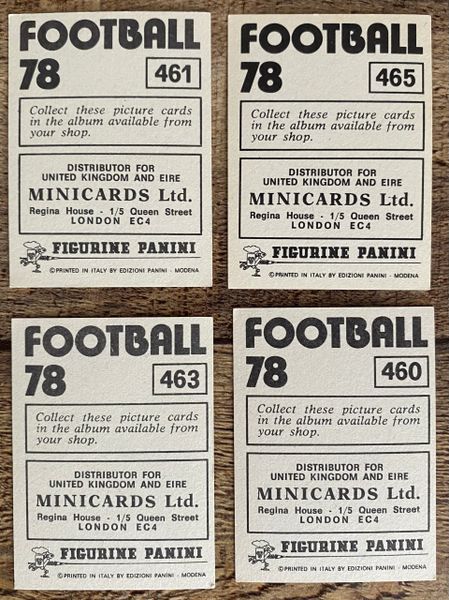 FOOTBALL
78 461
Collect these picture cards
in the album available from
your shop.
DISTRIBUTOR FOR
UNITED KINGDOM AND EIRE
MINICARDS Ltd.
Regina House - 1/5 Queen Street
LONDON EC4
FIGURINE PANINI
©PRINTED IN ITALY BY EDIZIONI PANINI - MODENA
FOOTBALL
78 465
Collect these picture cards
in the album available from
your shop.
DISTRIBUTOR FOR
UNITED KINGDOM AND EIRE
MINICARDS Ltd.
Regina House - 1/5 Queen Street
LONDON EC4
FIGURINE PANINI
©PRINTED IN ITALY BY EDIZIONI PANINI - MODENA
FOOTBALL
78 463
Collect these picture cards
in the album available from
your shop.
DISTRIBUTOR FOR
UNITED KINGDOM AND EIRE
MINICARDS Ltd.
Regina House - 1/5 Queen Street
LONDON EC4
FIGURINE PANINI
©PRINTED IN ITALY BY EDIZIONI PANINI - MODENA
FOOTBALL
78 460
Collect these picture cards
in the album available from
your shop.
DISTRIBUTOR FOR
UNITED KINGDOM AND EIRE
MINICARDS Ltd.
Regina House - 1/5 Queen Street
LONDON EC4
FIGURINE PANINI
©PRINTED IN ITALY BY EDIZIONI PANINI - MODENA